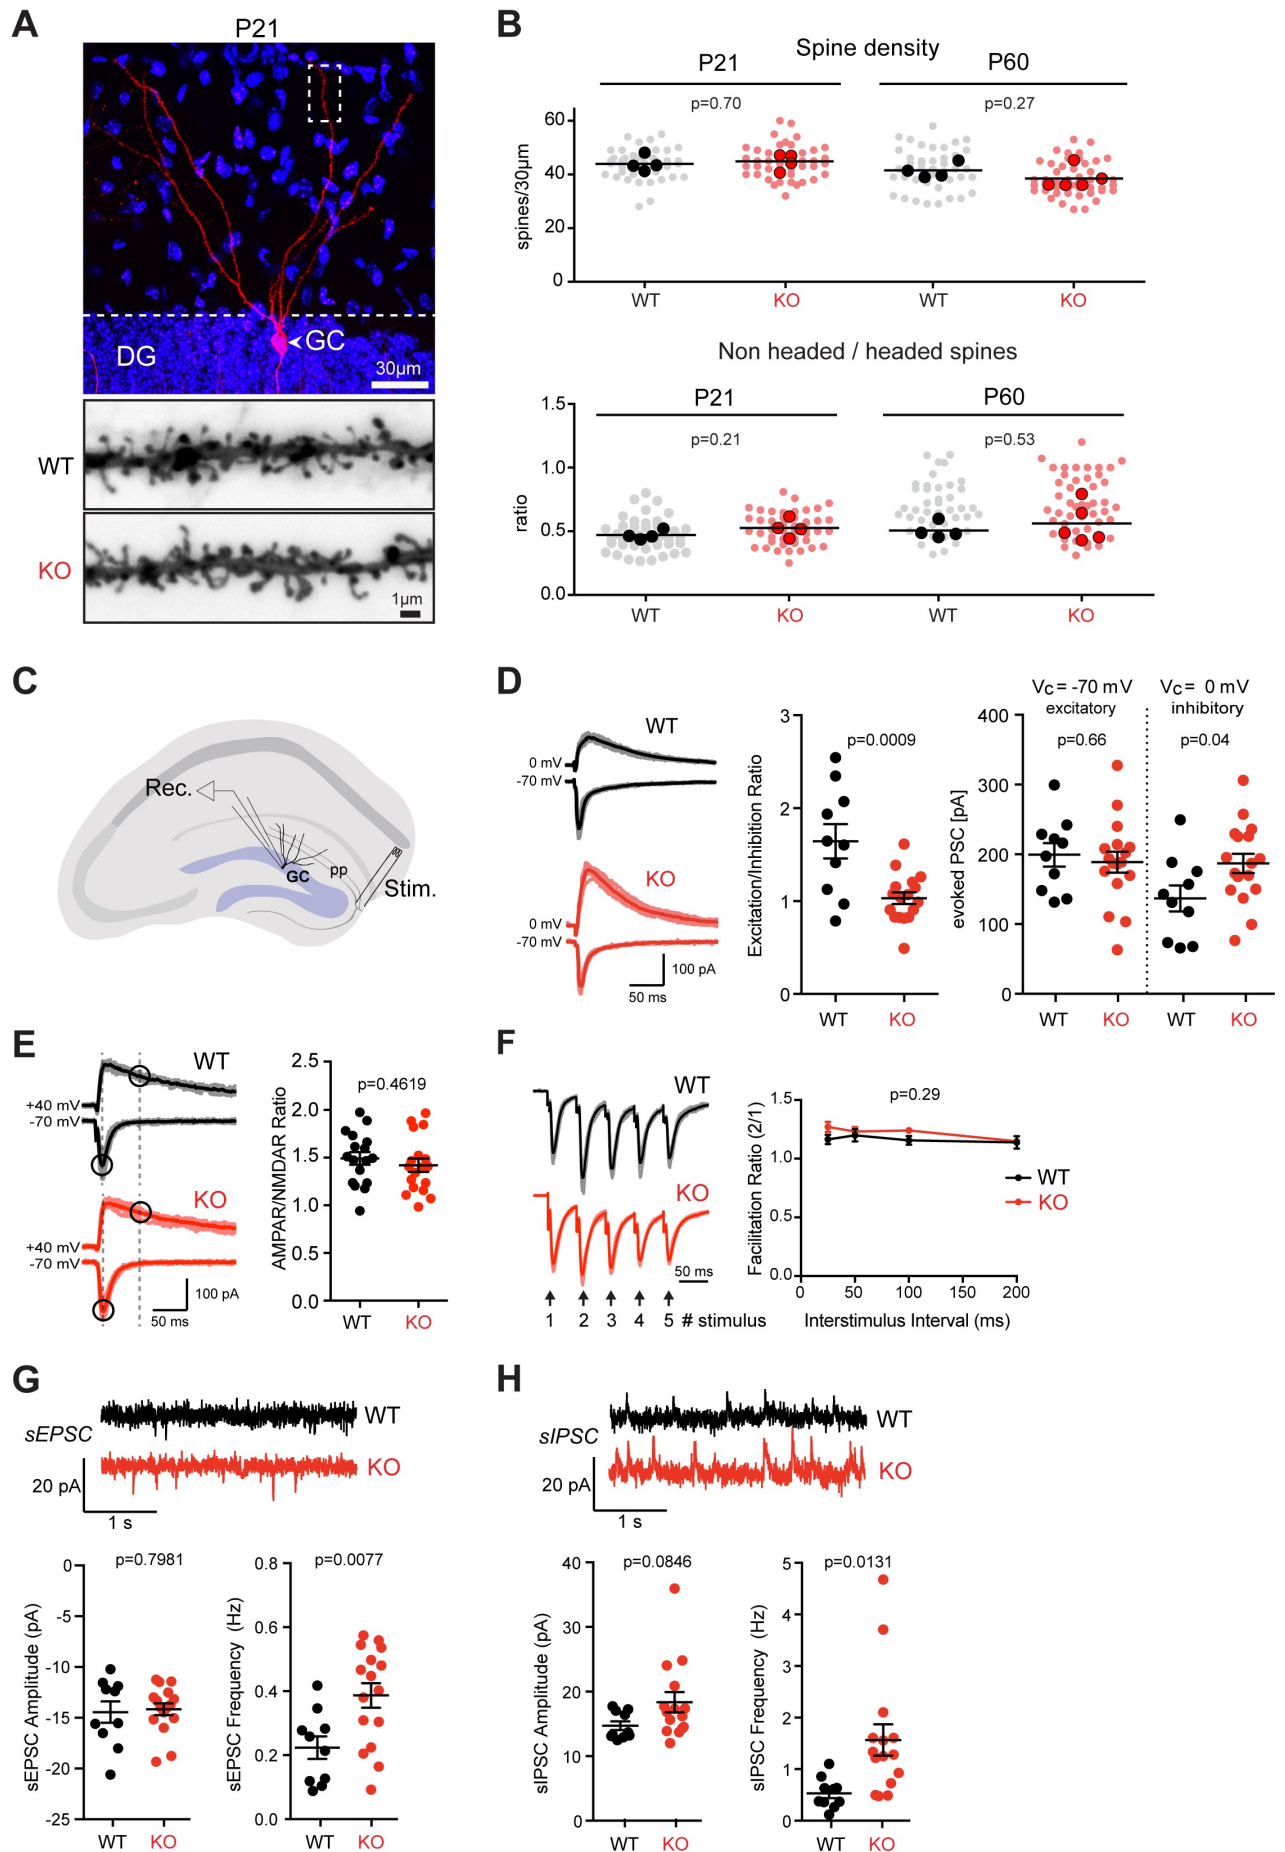 A
P21
DG
GC
30µm
WT
KO
1µm
B
Spine density
P21
P60
p=0.70
p=0.27
spines/30µm
60
40
20
0
WT
KO
WT
KO
Non headed / headed spines
P21
P60
p=0.21
p=0.53
ratio
1.5
1.0
0.5
0.0
WT
KO
WT
KO
C
Rec.
GC
pp
Stim.
D
WT
0 mV
-70 mV
KO
0 mV
-70 mV
100 pA
50 ms
Excitation/Inhibition Ratio
3
2
1
0
p=0.0009
WT
KO
Vc = -70 mV
excitatory
Vc = 0 mV
inhibitory
p=0.66
p=0.04
evoked PSC [pA]
400
300
200
100
0
WT
KO
WT
KO
E
WT
+40 mV
-70 mV
KO
+40 mV
-70 mV
100 pA
50 ms
AMPAR/NMDAR Ratio
2.5
2.0
1.5
1.0
0.5
0.0
p=0.4619
WT
KO
F
WT
KO
50 ms
1 2 3 4 5 # stimulus
Facilitation Ratio (2/1)
1.5
1.0
0.5
0.0
p=0.29
WT
KO
0 50 100 150 200
Interstimulus Interval (ms)
G
sEPSC
WT
KO
20 pA
1 s
sEPSC Amplitude (pA)
0
-5
-10
-15
-20
-25
p=0.7981
WT
KO
sEPSC Frequency (Hz)
0.8
0.6
0.4
0.2
0.0
p=0.0077
WT
KO
H
sIPSC
WT
KO
20 pA
1 s
sIPSC Amplitude (pA)
40
30
20
10
0
p=0.0846
WT
KO
sIPSC Frequency (Hz)
5
4
3
2
1
0
p=0.0131
WT
KO